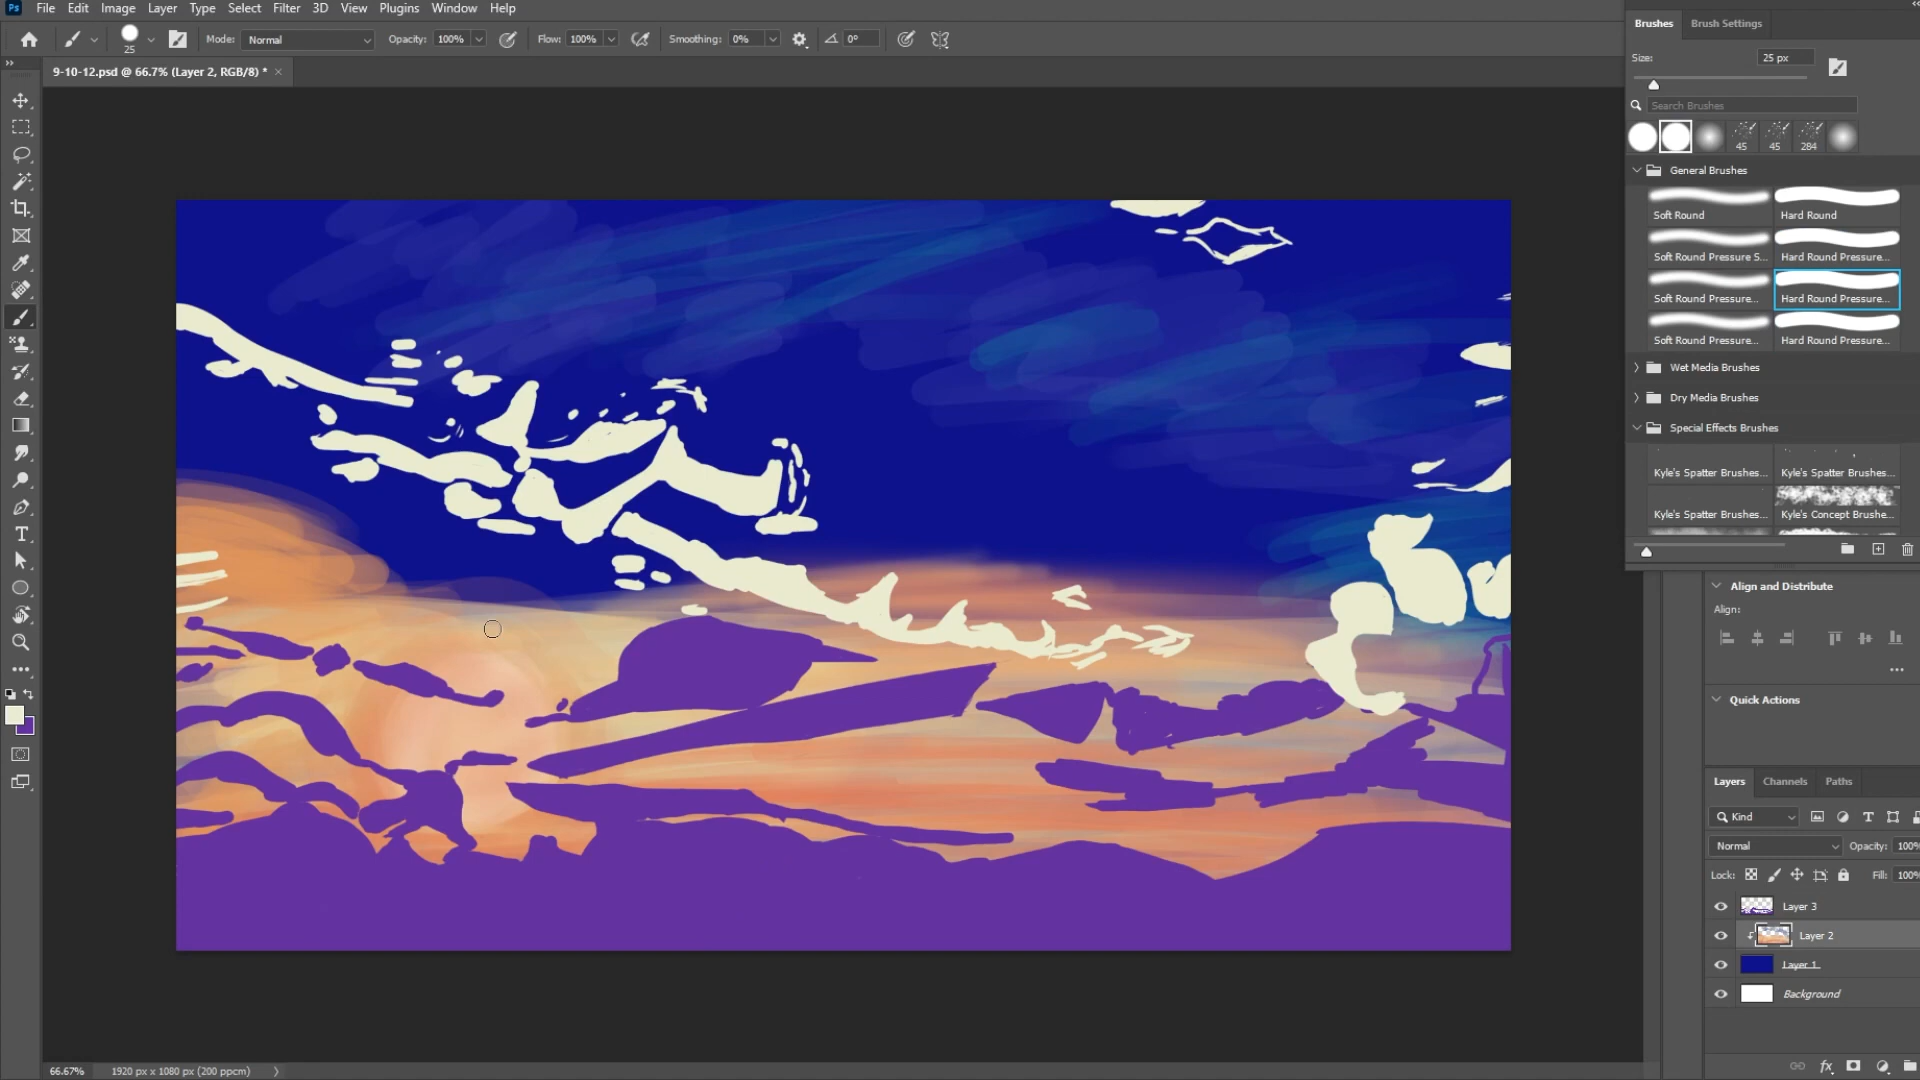 Ps File Edit Image Layer Type Select Filter 3D View Plugins Window Help
25 Mode: Normal Opacity: 100% Flow: 100% Smoothing: 0% 0°
9-10-12.psd @ 66.7% (Layer 2, RGB/8) * ×
Brushes Brush Settings
Size: 25 px
Search Brushes
45 45 284
General Brushes
Soft Round Hard Round
Soft Round Pressure S... Hard Round Pressure...
Soft Round Pressure... Hard Round Pressure...
Soft Round Pressure... Hard Round Pressure...
Wet Media Brushes
Dry Media Brushes
Special Effects Brushes
Kyle's Spatter Brushes... Kyle's Spatter Brushes...
Kyle's Spatter Brushes... Kyle's Concept Brushe...
Align and Distribute
Align:
Quick Actions
Layers Channels Paths
Kind
Normal Opacity: 100%
Lock: Fill: 100%
Layer 3
Layer 2
Layer 1
Background
fx
66.67% 1920 px x 1080 px (200 ppcm)